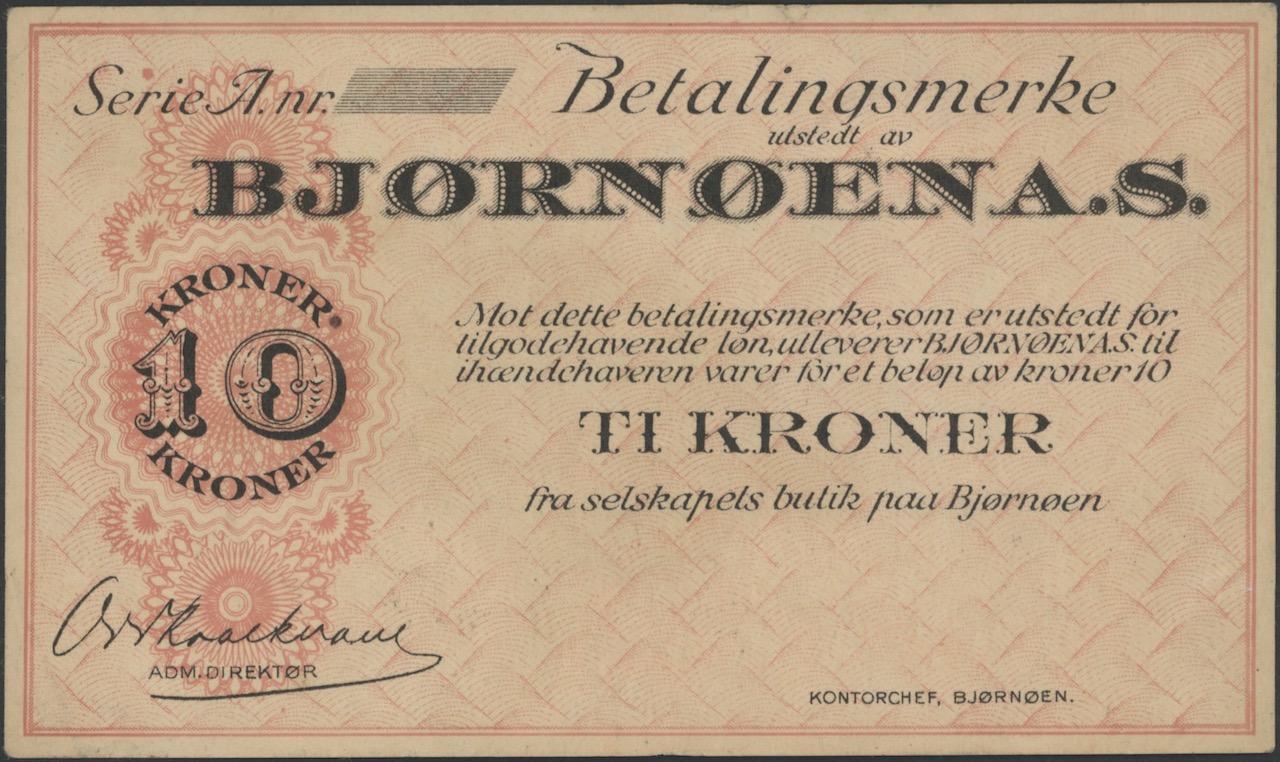 Serie A. nr.
Betalingsmerke
utstedt av
BJØRNØEN A.S.
KRONER.
10
KRONER
Mot dette betalingsmerke, som er utstedt for
tilgodehavende løn, utleverer BJØRNØEN A.S. til
ihændehaveren varer for et beløp av kroner 10
TI KRONER
fra selskapels butik paa Bjørnøen
ADM. DIREKTØR
KONTORCHEF, BJØRNØEN.